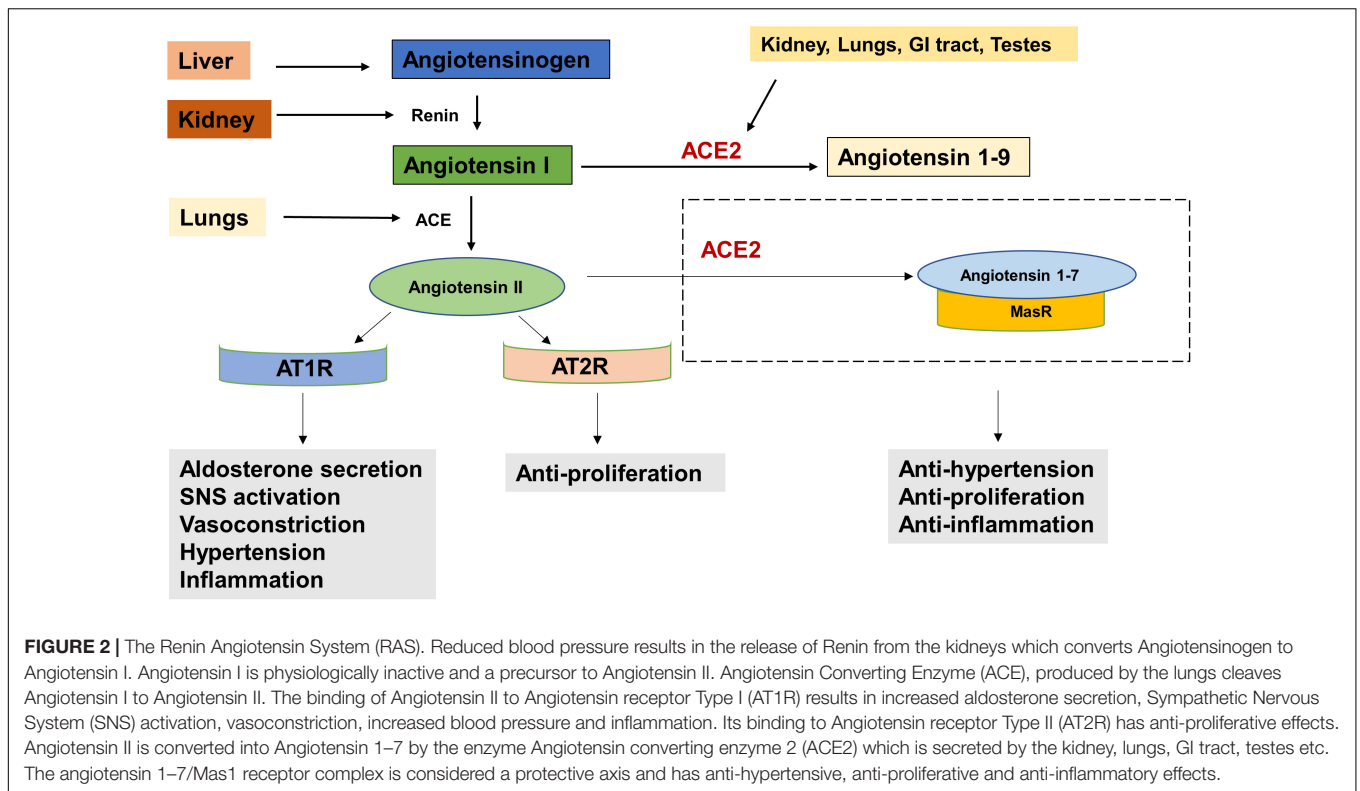 Liver
Angiotensinogen
Kidney, Lungs, GI tract, Testes
Kidney
Renin
Angiotensin I
ACE2
Angiotensin 1-9
Lungs
ACE
ACE2
Angiotensin II
Angiotensin 1-7
MasR
AT1R
AT2R
Aldosterone secretion
SNS activation
Vasoconstriction
Hypertension
Inflammation
Anti-proliferation
Anti-hypertension
Anti-proliferation
Anti-inflammation
FIGURE 2 | The Renin Angiotensin System (RAS). Reduced blood pressure results in the release of Renin from the kidneys which converts Angiotensinogen to
Angiotensin I. Angiotensin I is physiologically inactive and a precursor to Angiotensin II. Angiotensin Converting Enzyme (ACE), produced by the lungs cleaves
Angiotensin I to Angiotensin II. The binding of Angiotensin II to Angiotensin receptor Type I (AT1R) results in increased aldosterone secretion, Sympathetic Nervous
System (SNS) activation, vasoconstriction, increased blood pressure and inflammation. Its binding to Angiotensin receptor Type II (AT2R) has anti-proliferative effects.
Angiotensin II is converted into Angiotensin 1–7 by the enzyme Angiotensin converting enzyme 2 (ACE2) which is secreted by the kidney, lungs, GI tract, testes etc.
The angiotensin 1–7/Mas1 receptor complex is considered a protective axis and has anti-hypertensive, anti-proliferative and anti-inflammatory effects.